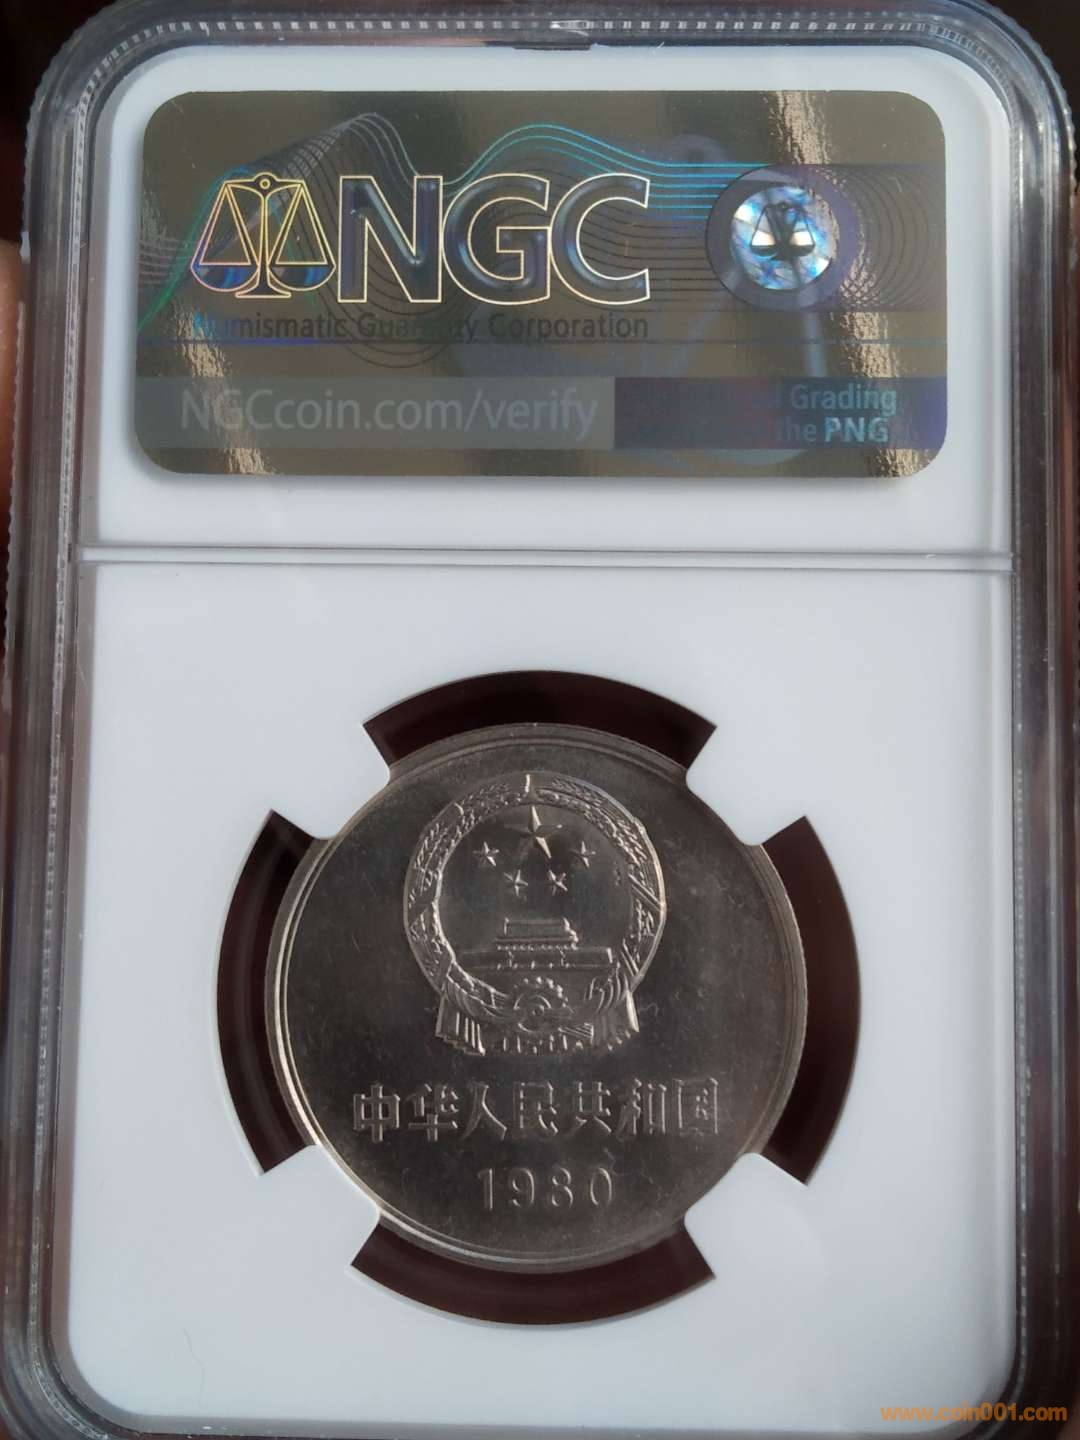 NGC
Numismatic Guaranty Corporation
NGCcoin.com/verify
Grading
the PNG
中华人民共和国
1980
www.coin001.com